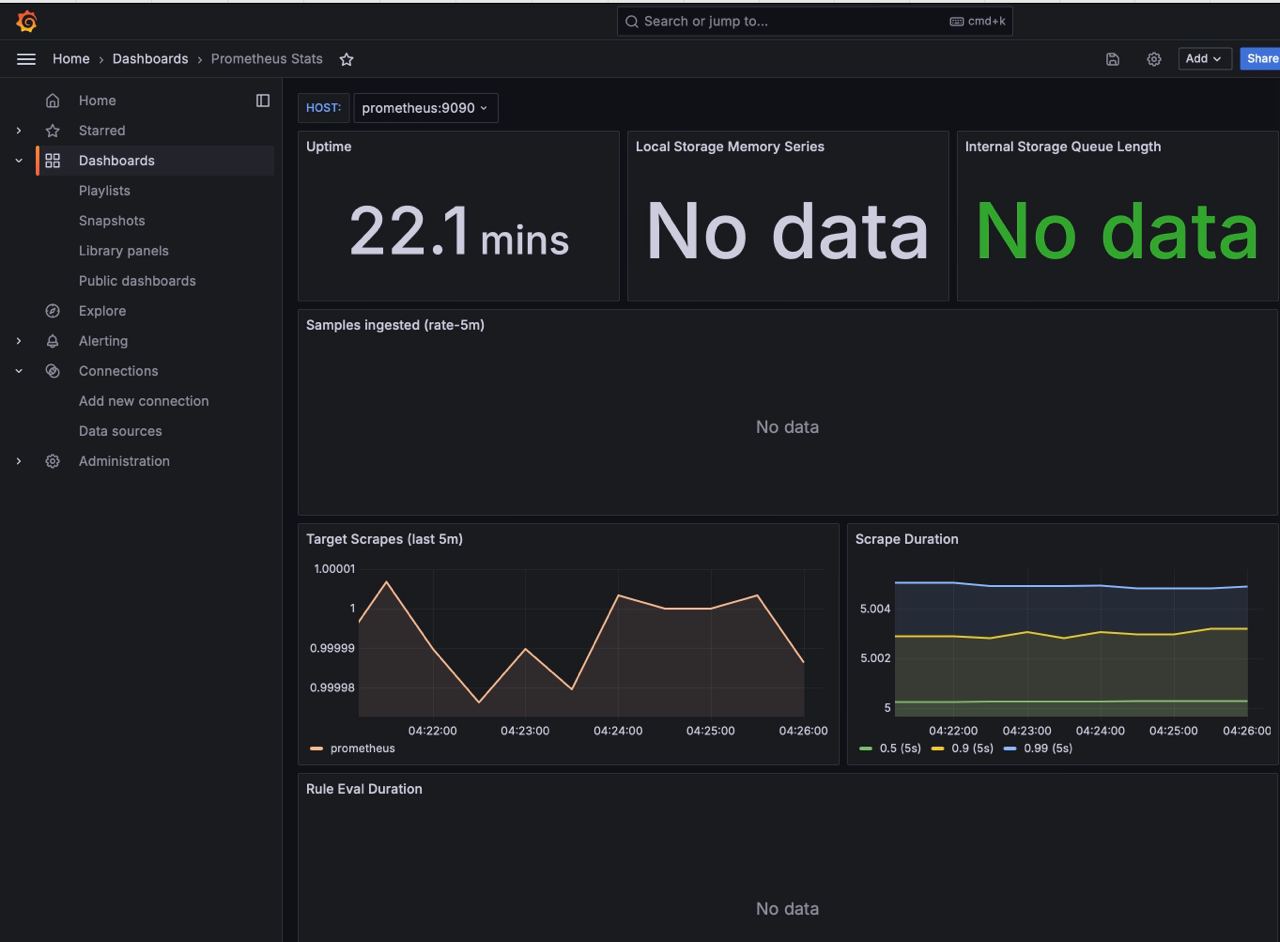 Search or jump to... cmd+k
Home › Dashboards › Prometheus Stats Add Share
Home
Starred
Dashboards
Playlists
Snapshots
Library panels
Public dashboards
Explore
Alerting
Connections
Add new connection
Data sources
Administration
HOST: prometheus:9090
Uptime
22.1 mins
Local Storage Memory Series
No data
Internal Storage Queue Length
No data
Samples ingested (rate-5m)
No data
Target Scrapes (last 5m)
1.00001
1
0.99999
0.99998
04:22:00 04:23:00 04:24:00 04:25:00 04:26:00
prometheus
Scrape Duration
5.004
5.002
5
04:22:00 04:23:00 04:24:00 04:25:00 04:26:00
0.5 (5s) 0.9 (5s) 0.99 (5s)
Rule Eval Duration
No data